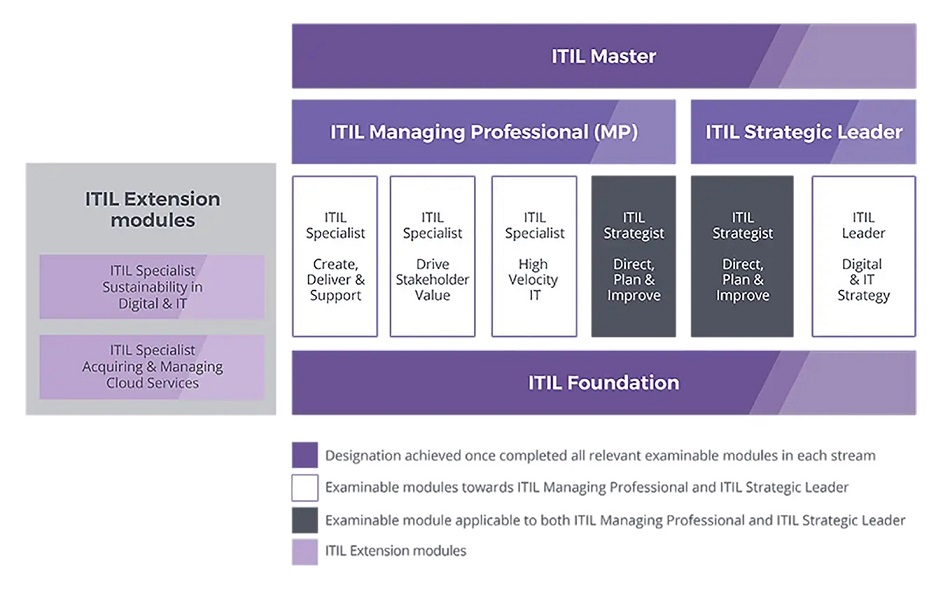 ITIL Master
ITIL Managing Professional (MP)
ITIL Strategic Leader
ITIL Extension
modules
ITIL Specialist
Sustainability in
Digital & IT
ITIL Specialist
Acquiring & Managing
Cloud Services
ITIL
Specialist
Create,
Deliver &
Support
ITIL
Specialist
Drive
Stakeholder
Value
ITIL
Specialist
High
Velocity
IT
ITIL
Strategist
Direct,
Plan &
Improve
ITIL
Strategist
Direct,
Plan &
Improve
ITIL
Leader
Digital
& IT
Strategy
ITIL Foundation
Designation achieved once completed all relevant examinable modules in each stream
Examinable modules towards ITIL Managing Professional and ITIL Strategic Leader
Examinable module applicable to both ITIL Managing Professional and ITIL Strategic Leader
ITIL Extension modules